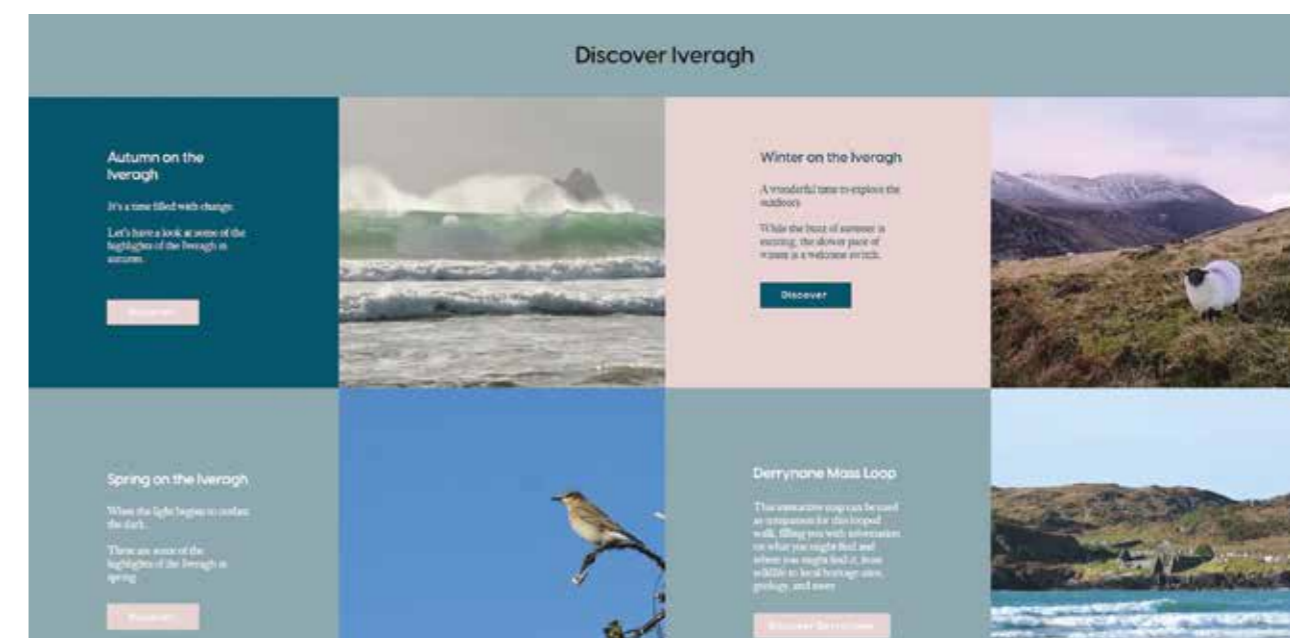 Discover Iveragh
Autumn on the
Iveragh
It's a time filled with change.
Let's have a look at some of the
highlights of the Iveragh in
autumn.
Discover
Winter on the Iveragh
A wonderful time to explore the
outdoors
While the buzz of summer is
exciting, the slower pace of
winter is a welcome switch.
Discover
Spring on the Iveragh
When the light begins to outlast
the dark.
These are some of the
highlights of the Iveragh in
spring
Discover
Derrynane Mass Loop
This interactive map can be used
as companion for this looped
walk, filling you with information
on what you might find and
where you might find it, from
wildlife to local heritage sites,
geology, and more
Discover Derrynane